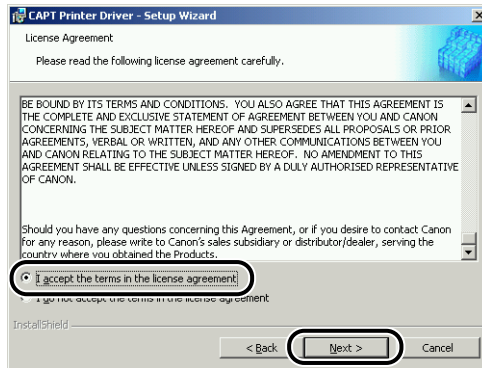 CAPT Printer Driver - Setup Wizard
License Agreement
Please read the following license agreement carefully.
BE BOUND BY ITS TERMS AND CONDITIONS. YOU ALSO AGREE THAT THIS AGREEMENT IS
THE COMPLETE AND EXCLUSIVE STATEMENT OF AGREEMENT BETWEEN YOU AND CANON
CONCERNING THE SUBJECT MATTER HEREOF AND SUPERSEDES ALL PROPOSALS OR PRIOR
AGREEMENTS, VERBAL OR WRITTEN, AND ANY OTHER COMMUNICATIONS BETWEEN YOU
AND CANON RELATING TO THE SUBJECT MATTER HEREOF. NO AMENDMENT TO THIS
AGREEMENT SHALL BE EFFECTIVE UNLESS SIGNED BY A DULY AUTHORISED REPRESENTATIVE
OF CANON.
Should you have any questions concerning this Agreement, or if you desire to contact Canon
for any reason, please write to Canon's sales subsidiary or distributor/dealer, serving the
country where you obtained the Products.
I accept the terms in the license agreement
I do not accept the terms in the license agreement
InstallShield
< Back Next > Cancel